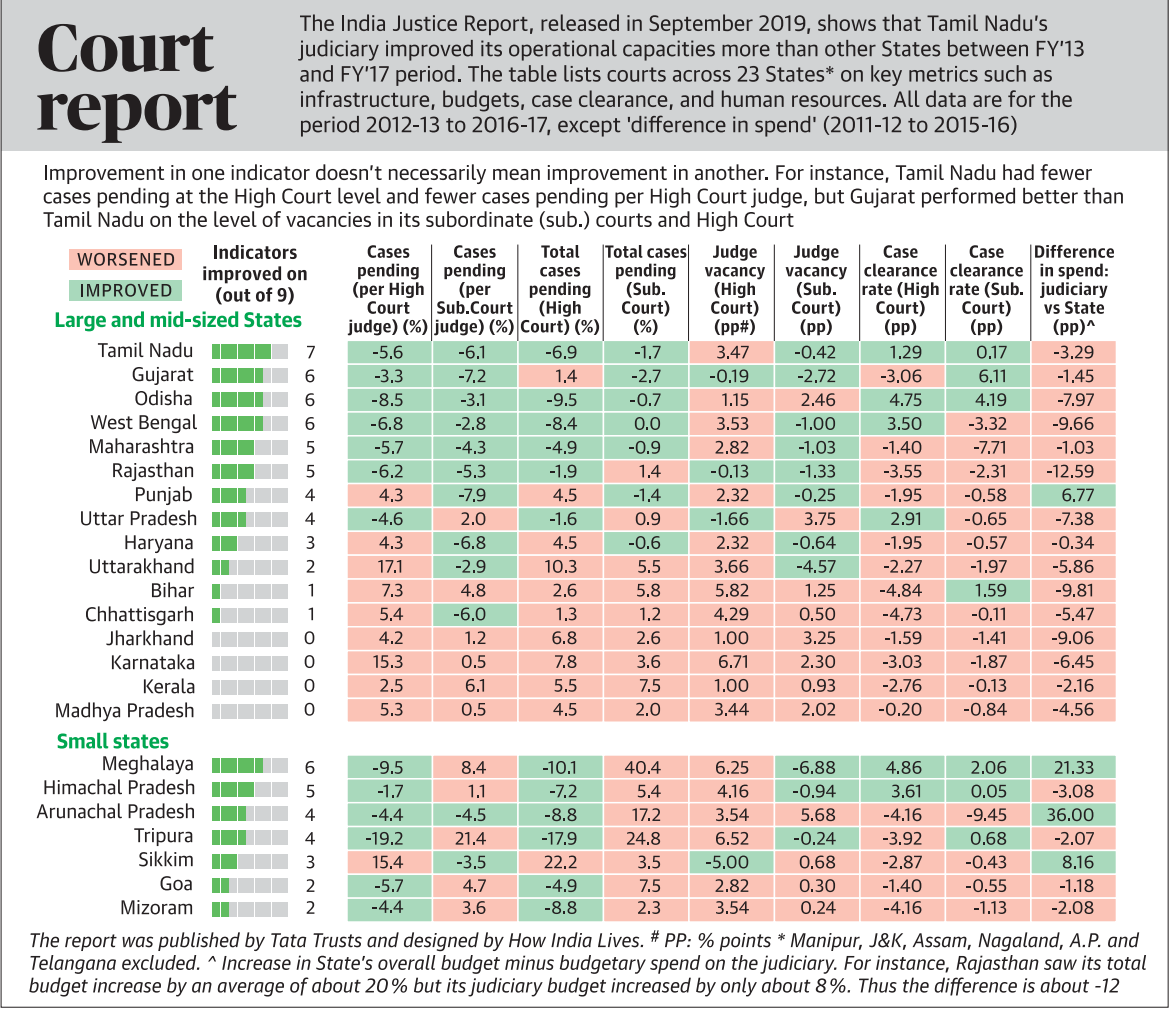 Court
report
The India Justice Report, released in September 2019, shows that Tamil Nadu's
judiciary improved its operational capacities more than other States between FY'13
and FY'17 period. The table lists courts across 23 States* on key metrics such as
infrastructure, budgets, case clearance, and human resources. All data are for the
period 2012-13 to 2016-17, except 'difference in spend' (2011-12 to 2015-16)
Improvement in one indicator doesn't necessarily mean improvement in another. For instance, Tamil Nadu had fewer
cases pending at the High Court level and fewer cases pending per High Court judge, but Gujarat performed better than
Tamil Nadu on the level of vacancies in its subordinate (sub.) courts and High Court
WORSENED
IMPROVED
Indicators
improved on
(out of 9)
Cases
pending
(per High
Court
judge) (%)
Cases
pending
(per
Sub.Court
judge) (%)
Total
cases
pending
(High
Court) (%)
Total cases
pending
(Sub.
Court)
(%)
Judge
vacancy
(High
Court)
(pp#)
Judge
vacancy
(Sub.
Court)
(pp)
Case
clearance
rate (High
Court)
(pp)
Case
clearance
rate (Sub.
Court)
(pp)
Difference
in spend:
judiciary
vs State
(pp)^
Large and mid-sized States
Tamil Nadu 7 -5.6 -6.1 -6.9 -1.7 3.47 -0.42 1.29 0.17 -3.29
Gujarat 6 -3.3 -7.2 1.4 -2.7 -0.19 -2.72 -3.06 6.11 -1.45
Odisha 6 -8.5 -3.1 -9.5 -0.7 1.15 2.46 4.75 4.19 -7.97
West Bengal 6 -6.8 -2.8 -8.4 0.0 3.53 -1.00 3.50 -3.32 -9.66
Maharashtra 5 -5.7 -4.3 -4.9 -0.9 2.82 -1.03 -1.40 -7.71 -1.03
Rajasthan 5 -6.2 -5.3 -1.9 1.4 -0.13 -1.33 -3.55 -2.31 -12.59
Punjab 4 4.3 -7.9 4.5 -1.4 2.32 -0.25 -1.95 -0.58 6.77
Uttar Pradesh 4 -4.6 2.0 -1.6 0.9 -1.66 3.75 2.91 -0.65 -7.38
Haryana 3 4.3 -6.8 4.5 -0.6 2.32 -0.64 -1.95 -0.57 -0.34
Uttarakhand 2 17.1 -2.9 10.3 5.5 3.66 -4.57 -2.27 -1.97 -5.86
Bihar 1 7.3 4.8 2.6 5.8 5.82 1.25 -4.84 1.59 -9.81
Chhattisgarh 1 5.4 -6.0 1.3 1.2 4.29 0.50 -4.73 -0.11 -5.47
Jharkhand 0 4.2 1.2 6.8 2.6 1.00 3.25 -1.59 -1.41 -9.06
Karnataka 0 15.3 0.5 7.8 3.6 6.71 2.30 -3.03 -1.87 -6.45
Kerala 0 2.5 6.1 5.5 7.5 1.00 0.93 -2.76 -0.13 -2.16
Madhya Pradesh 0 5.3 0.5 4.5 2.0 3.44 2.02 -0.20 -0.84 -4.56
Small states
Meghalaya 6 -9.5 8.4 -10.1 40.4 6.25 -6.88 4.86 2.06 21.33
Himachal Pradesh 5 -1.7 1.1 -7.2 5.4 4.16 -0.94 3.61 0.05 -3.08
Arunachal Pradesh 4 -4.4 -4.5 -8.8 17.2 3.54 5.68 -4.16 -9.45 36.00
Tripura 4 -19.2 21.4 -17.9 24.8 6.52 -0.24 -3.92 0.68 -2.07
Sikkim 3 15.4 -3.5 22.2 3.5 -5.00 0.68 -2.87 -0.43 8.16
Goa 2 -5.7 4.7 -4.9 7.5 2.82 0.30 -1.40 -0.55 -1.18
Mizoram 2 -4.4 3.6 -8.8 2.3 3.54 0.24 -4.16 -1.13 -2.08
The report was published by Tata Trusts and designed by How India Lives. # PP: % points * Manipur, J&K, Assam, Nagaland, A.P. and
Telangana excluded. ^ Increase in State's overall budget minus budgetary spend on the judiciary. For instance, Rajasthan saw its total
budget increase by an average of about 20% but its judiciary budget increased by only about 8%. Thus the difference is about -12